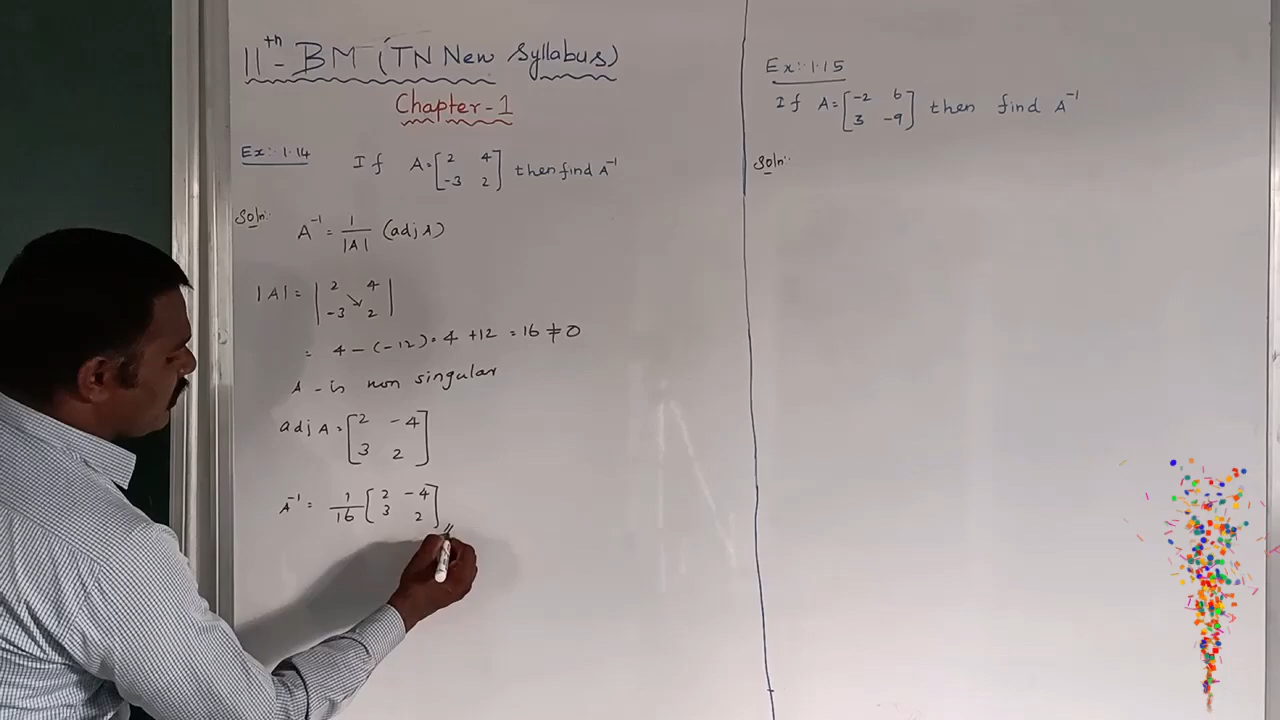 11th - BM (TN New Syllabus)
Chapter-1
Ex:-1.14 If A = [2 4
-3 2] then find A⁻¹
Soln:-
A⁻¹ = 1/|A| (adj A)
|A| = | 2 4
-3 2 |
= 4 - (-12) = 4 + 12 = 16 ≠ 0
A - is non singular
adj A = [2 -4
3 2]
A⁻¹ = 1/16 [2 -4
3 2] //
Ex:-1.15
If A = [-2 6
3 -9] then find A⁻¹
Soln:-